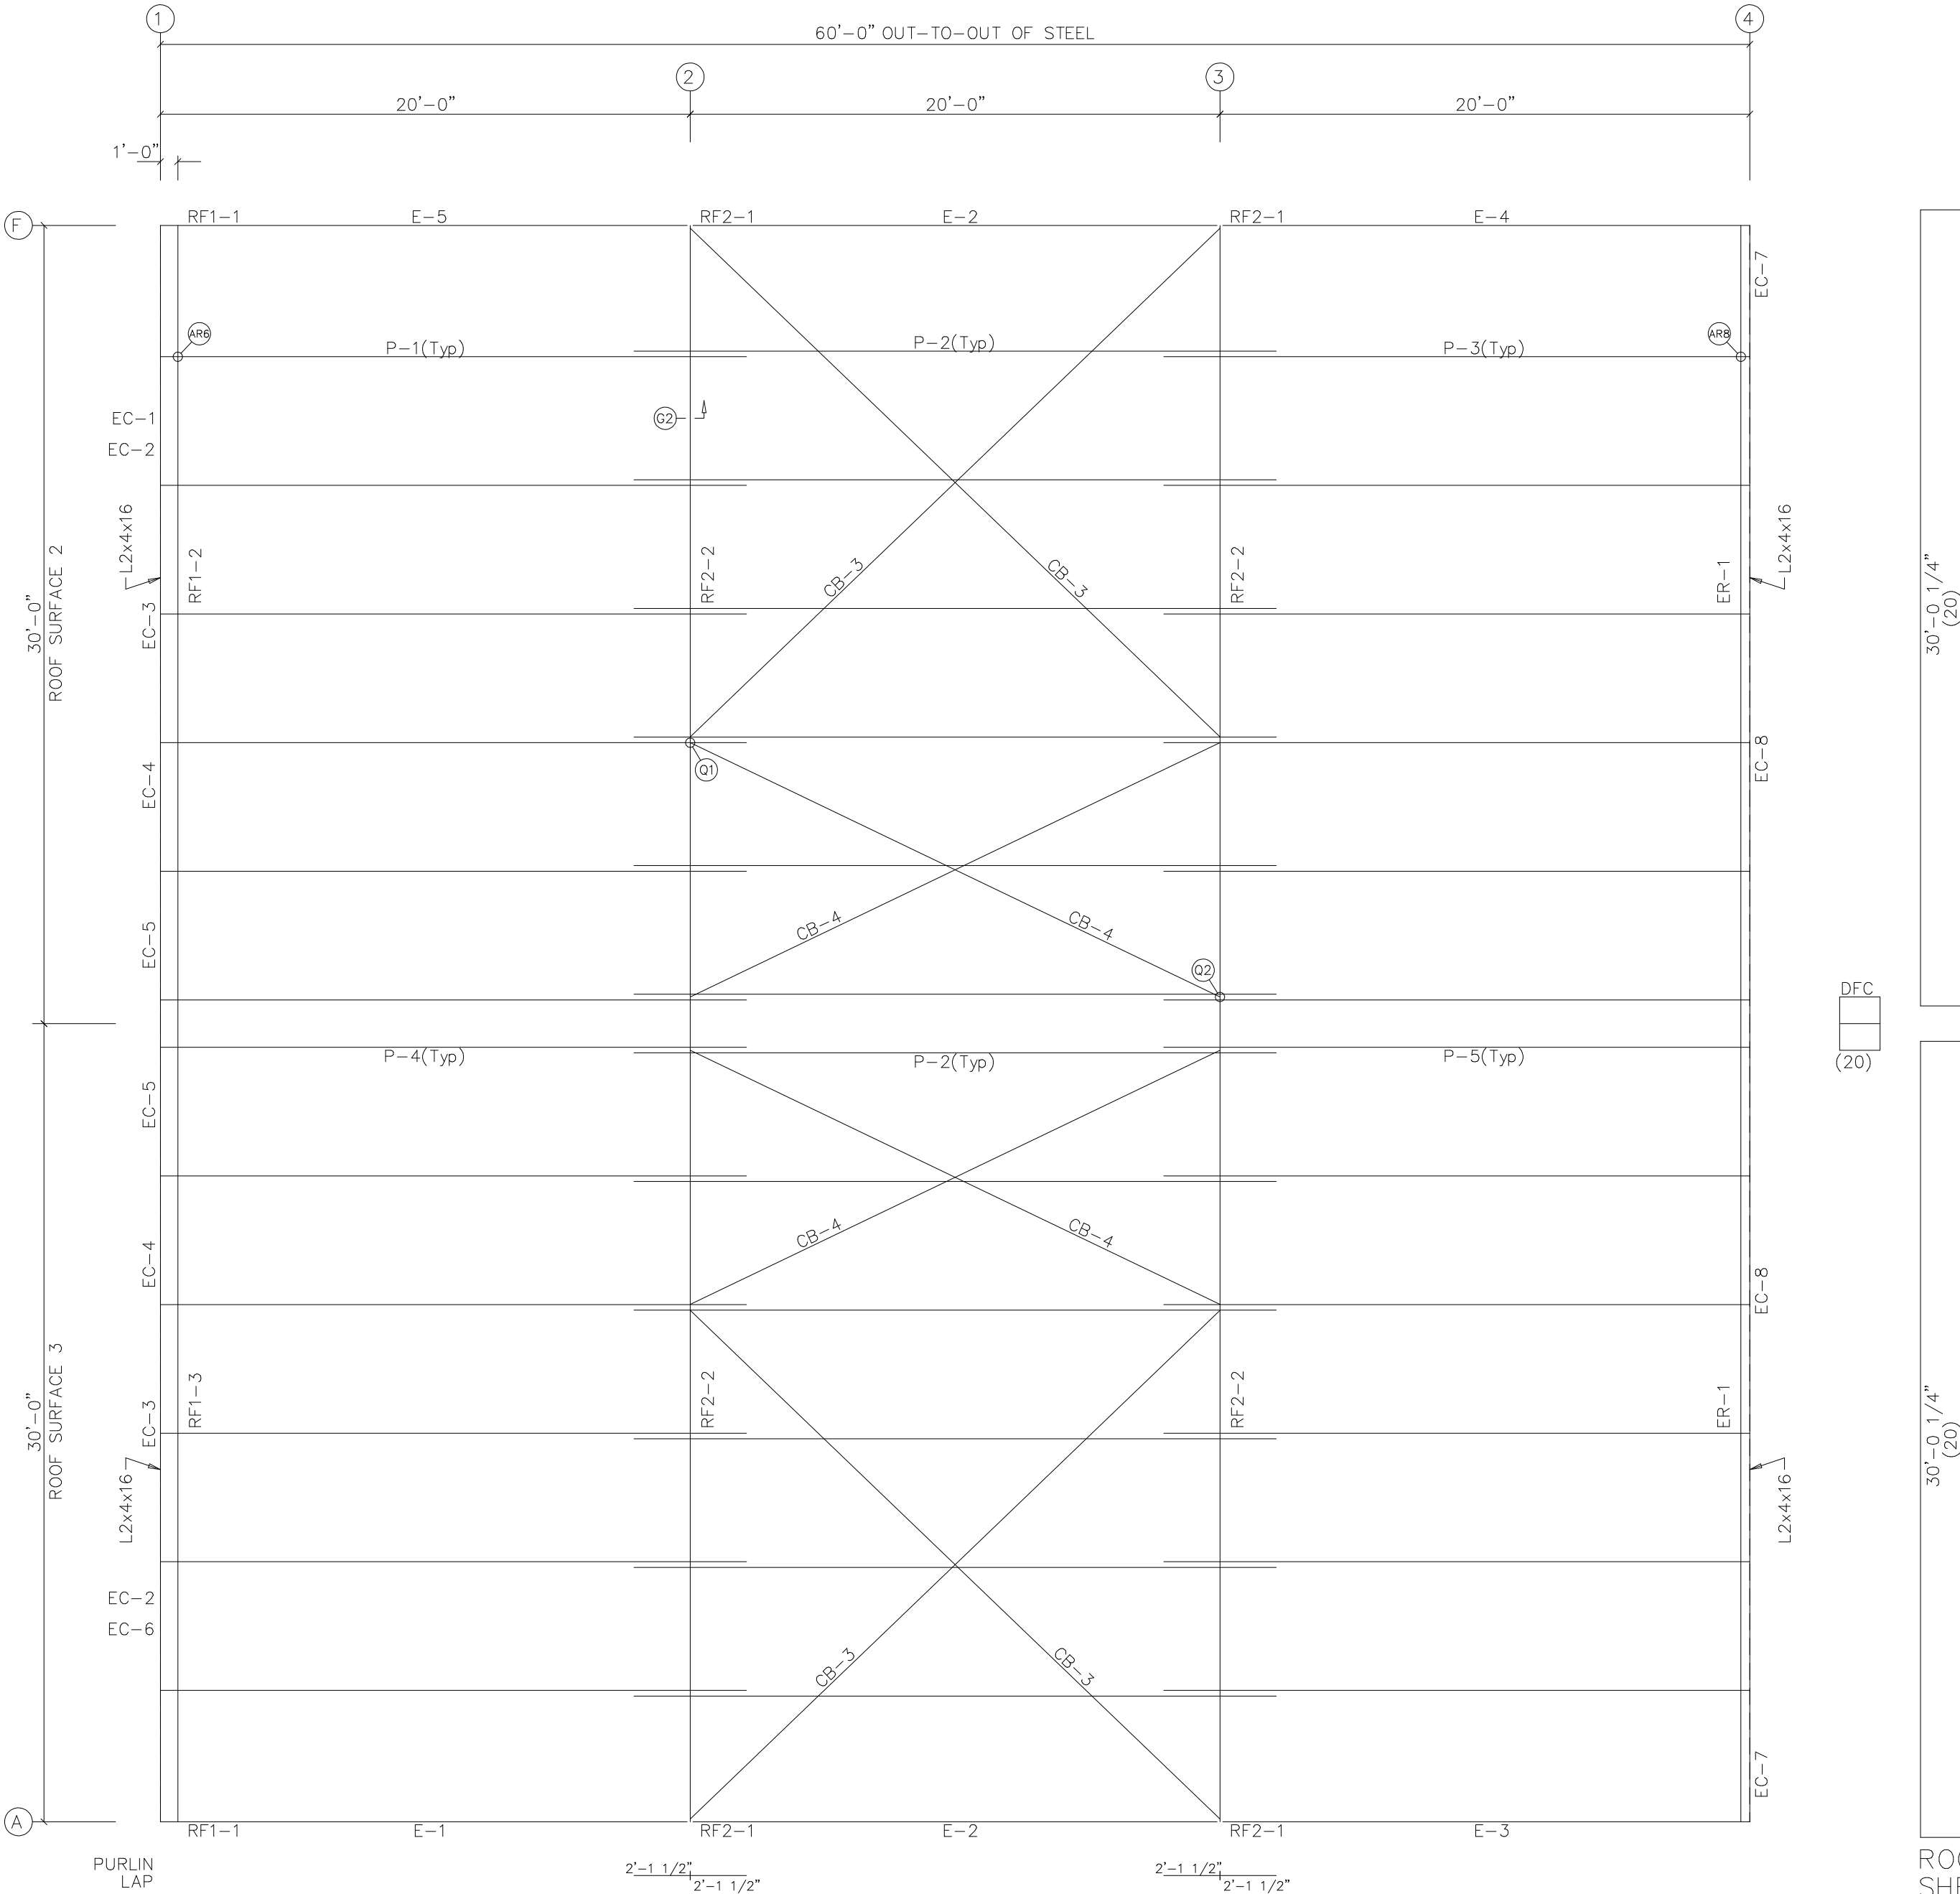 1
4
60'-0" OUT-TO-OUT OF STEEL
2
3
20'-0"
20'-0"
20'-0"
1'-0"
F
RF1-1
E-5
RF2-1
E-2
RF2-1
E-4
EC-7
AR6
P-1(Typ)
P-2(Typ)
P-3(Typ)
AR8
EC-1
G2
EC-2
L2x4x16
RF1-2
RF2-2
CB-3
CB-3
RF2-2
ER-1
L2x4x16
30'-0"
ROOF SURFACE 2
EC-3
30'-0 1/4"
(20)
EC-4
Q1
EC-8
EC-5
CB-4
CB-4
Q2
DFC
(20)
P-4(Typ)
P-2(Typ)
P-5(Typ)
EC-5
EC-4
CB-4
CB-4
EC-8
30'-0"
ROOF SURFACE 3
EC-3
RF1-3
RF2-2
RF2-2
ER-1
30'-0 1/4"
(20)
L2x4x16
L2x4x16
EC-2
EC-6
CB-3
CB-3
EC-7
A
RF1-1
E-1
RF2-1
E-2
RF2-1
E-3
PURLIN
LAP
2'-1 1/2"
2'-1 1/2"
2'-1 1/2"
2'-1 1/2"